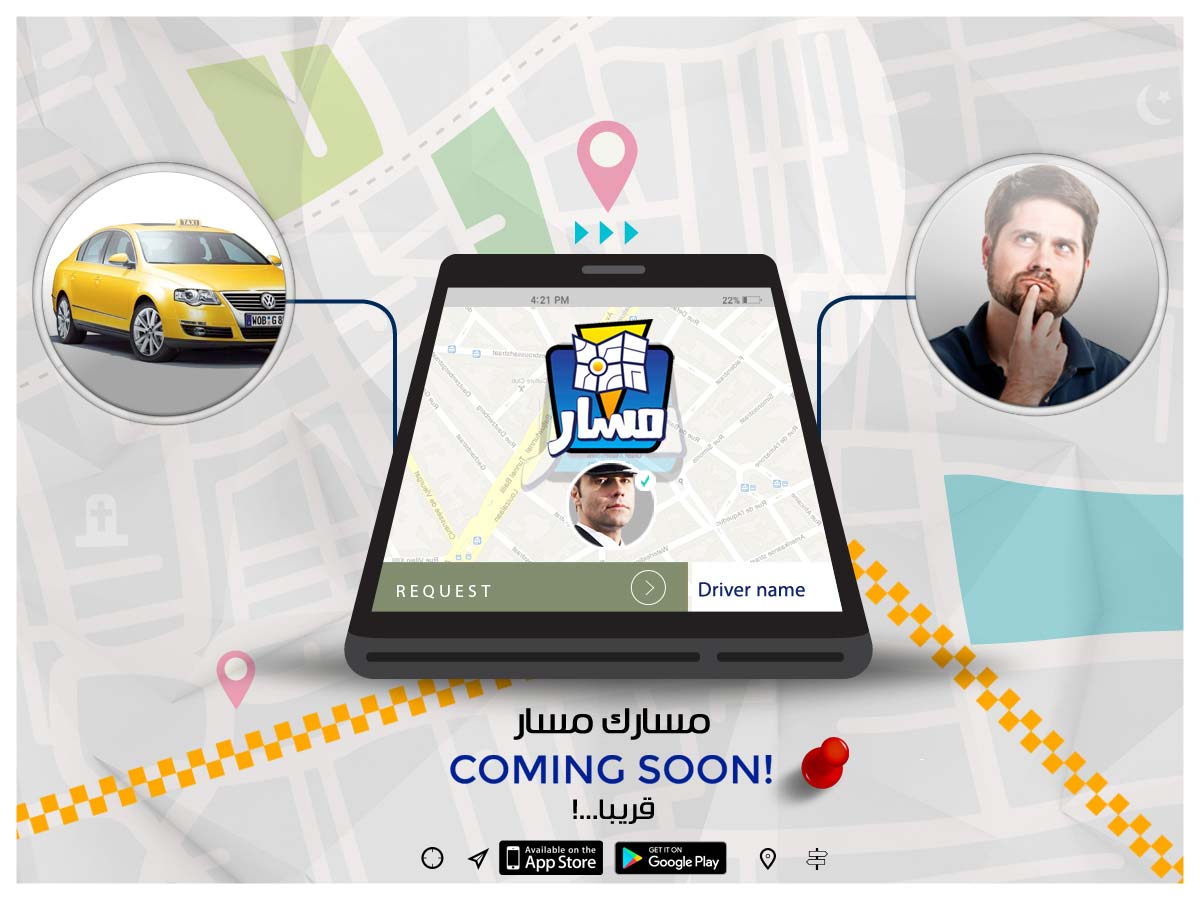 TAXI
4:21 PM
22%
مسار
REQUEST
Driver name
مسارك مسار
COMING SOON!
قريبا...!
Available on the
App Store
GET IT ON
Google Play